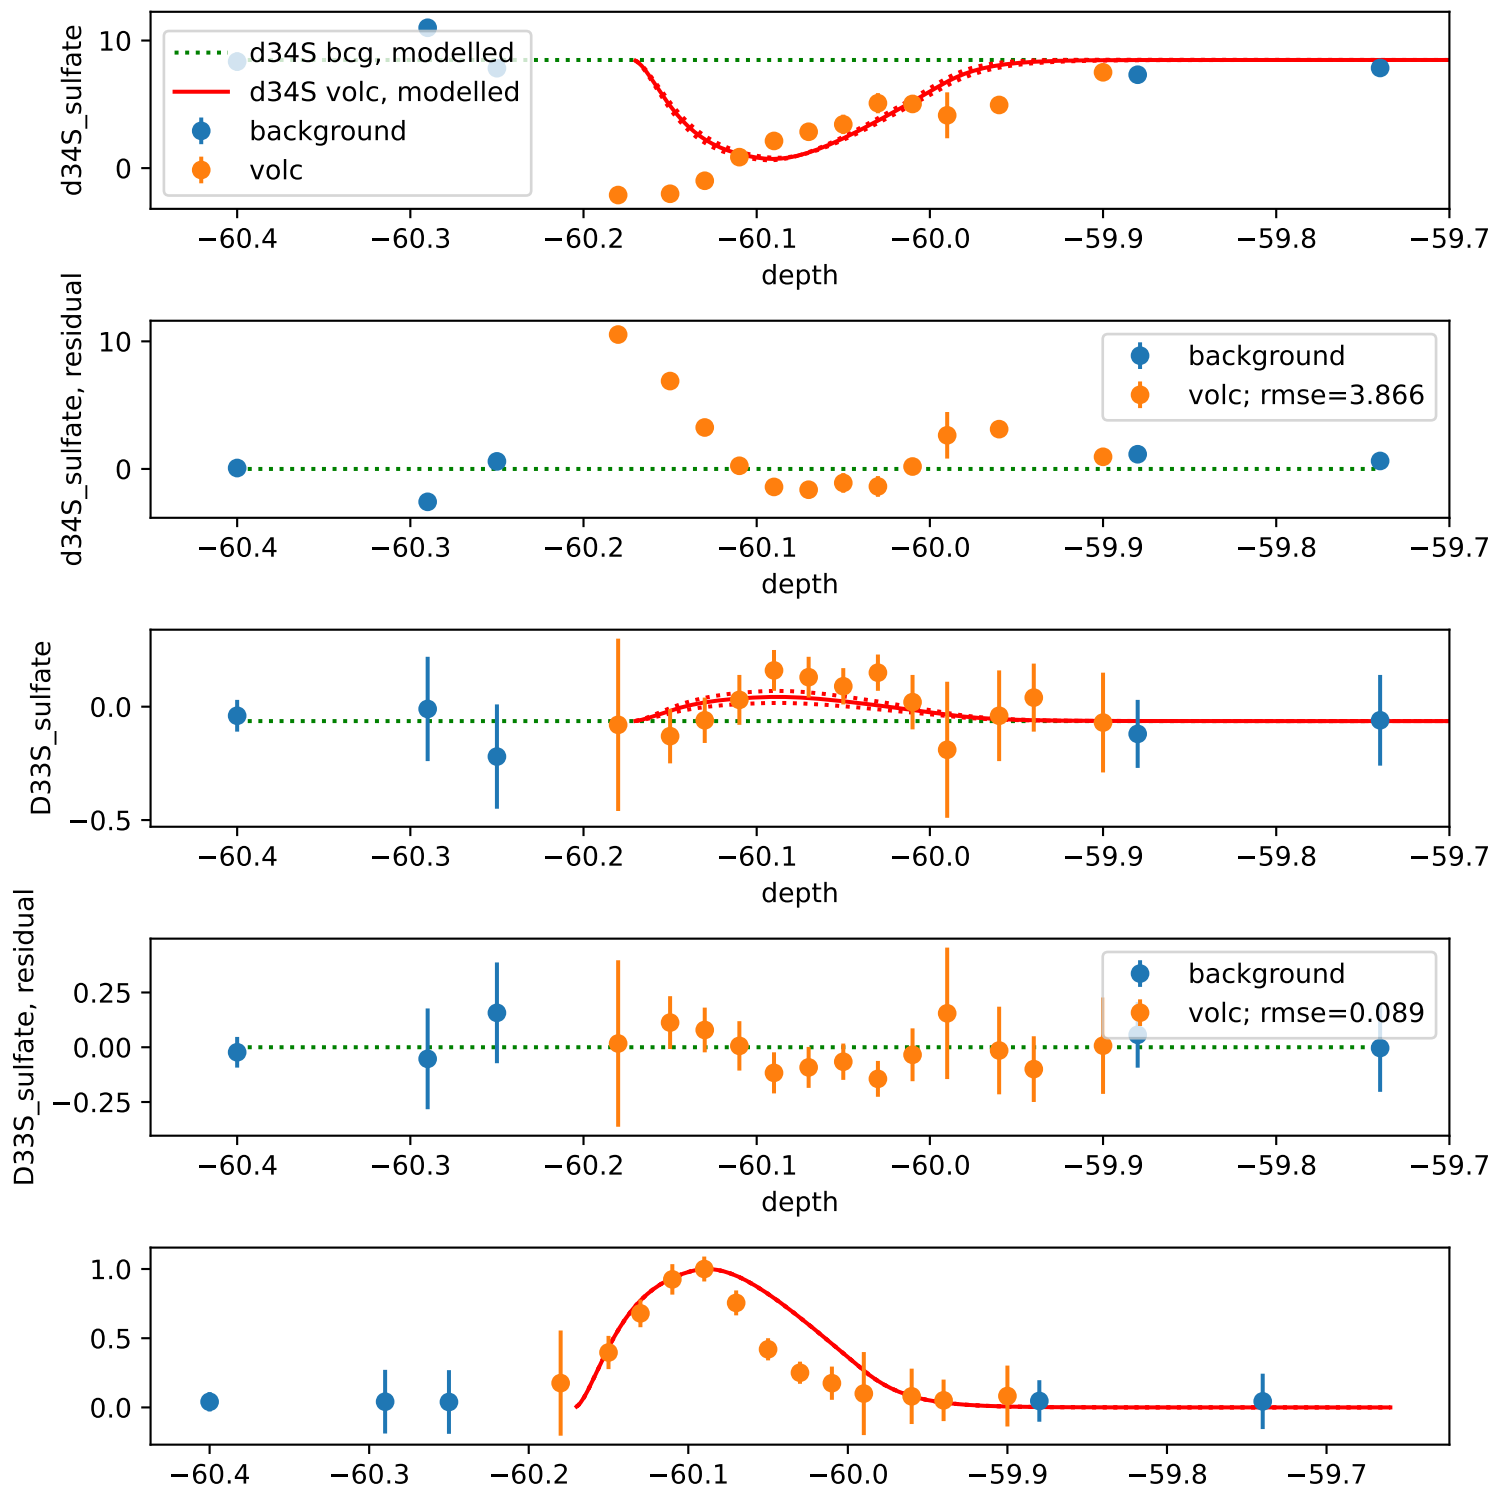 d34S_sulfate
10
0
d34S bcg, modelled
d34S volc, modelled
background
volc
−60.4 −60.3 −60.2 −60.1 −60.0 −59.9 −59.8 −59.7
depth
d34S_sulfate, residual
10
0
background
volc; rmse=3.866
−60.4 −60.3 −60.2 −60.1 −60.0 −59.9 −59.8 −59.7
depth
D33S_sulfate
0.0
−0.5
−60.4 −60.3 −60.2 −60.1 −60.0 −59.9 −59.8 −59.7
depth
D33S_sulfate, residual
0.25
0.00
−0.25
background
volc; rmse=0.089
−60.4 −60.3 −60.2 −60.1 −60.0 −59.9 −59.8 −59.7
depth
1.0
0.5
0.0
−60.4 −60.3 −60.2 −60.1 −60.0 −59.9 −59.8 −59.7